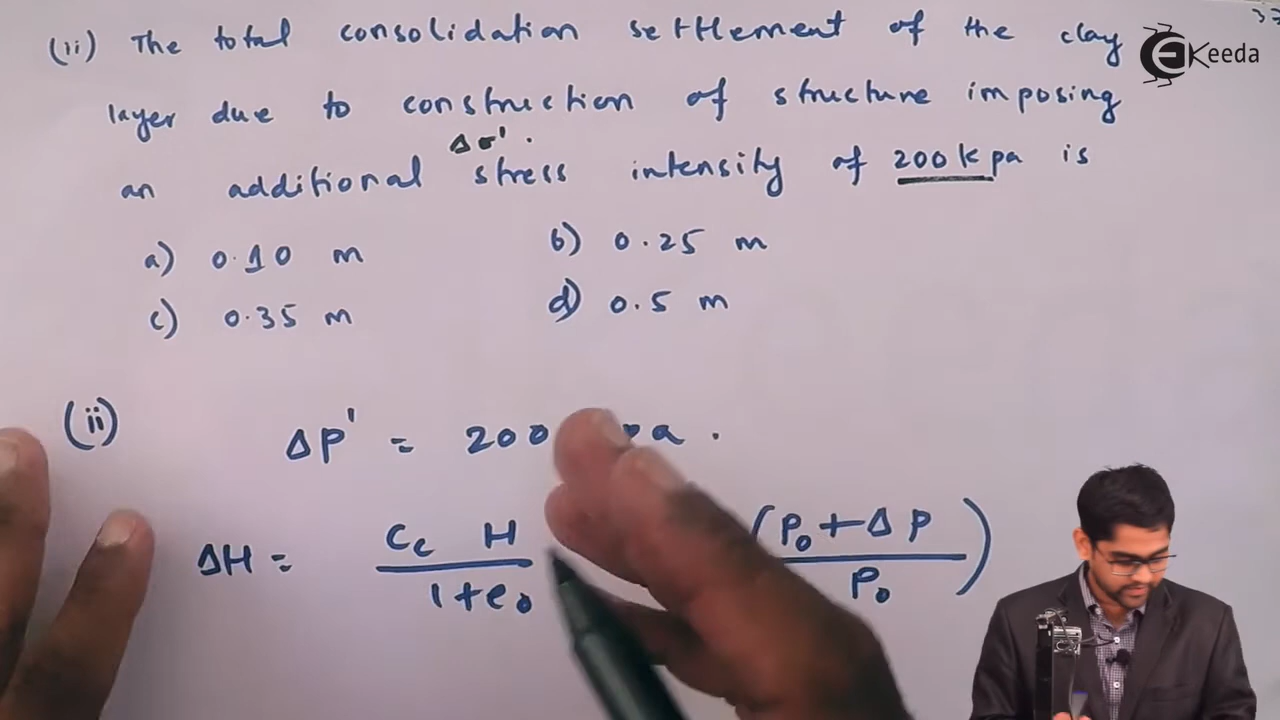 (ii) The total consolidation settlement of the clay
layer due to construction of structure imposing
Δσ'.
an additional stress intensity of 200 kpa is
a) 0.10 m b) 0.25 m
c) 0.35 m d) 0.5 m
(ii) ΔP' = 200 pa.
ΔH = Cc H (P₀ + ΔP)
1+e₀ P₀
Keeda